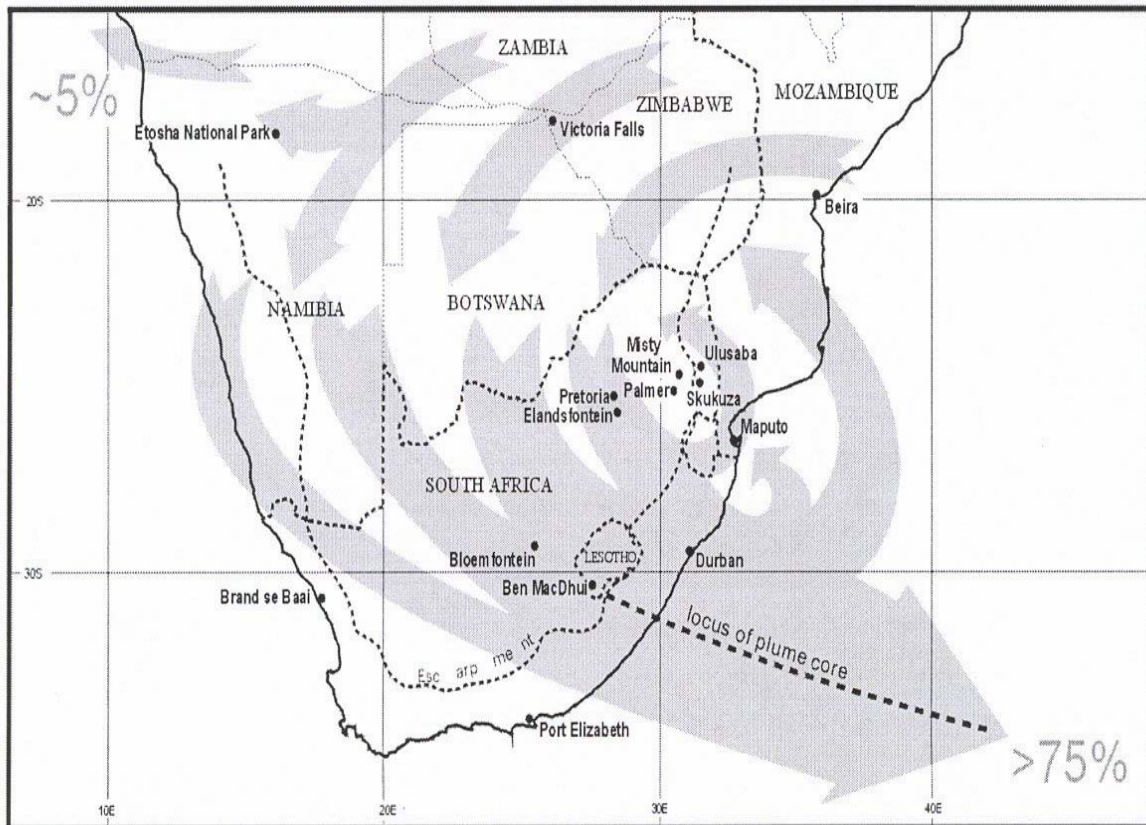 ZAMBIA
~5%
ZIMBABWE
MOZAMBIQUE
Etosha National Park
Victoria Falls
20S
Beira
NAMIBIA
BOTSWANA
Misty
Mountain
Ulusaba
Pretoria
Palmer
Skukuza
Elandsfontein
Maputo
SOUTH AFRICA
Bloemfontein
LESOTHO
Durban
30S
Ben MacDhui
Brand se Baai
locus of plume core
Esc arp me nt
Port Elizabeth
>75%
10E
20E
30E
40E